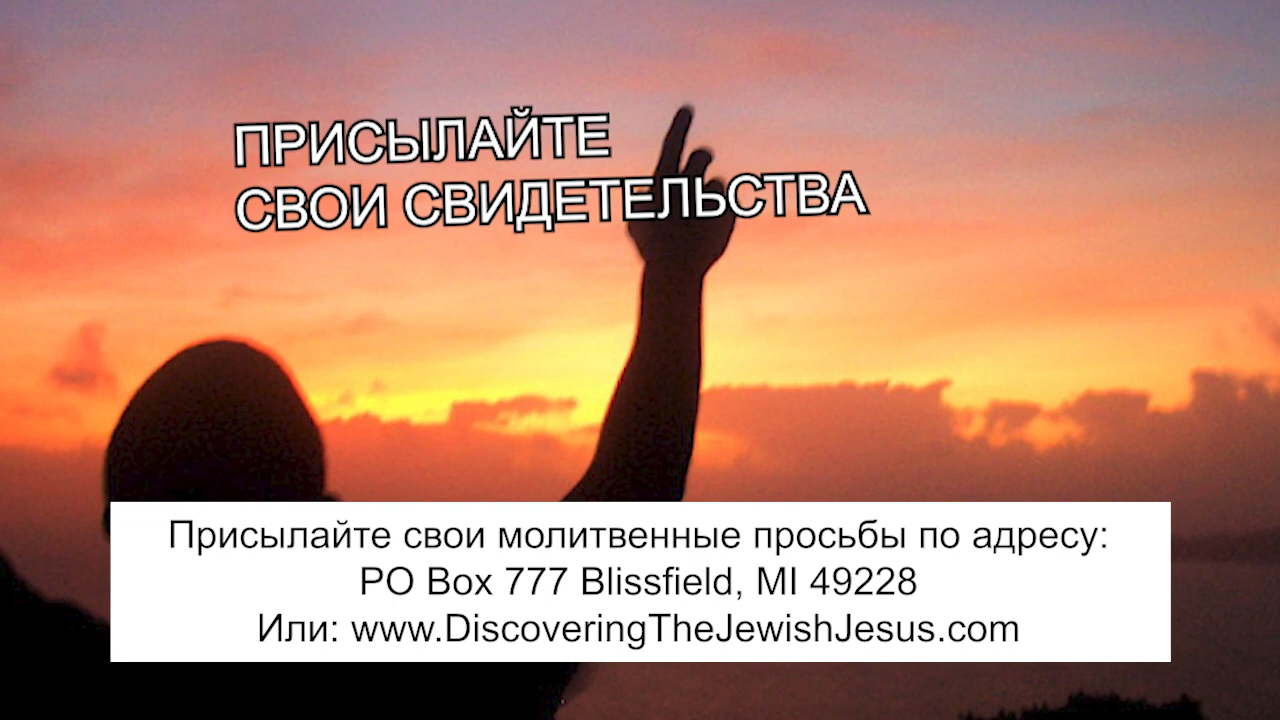 ПРИСЫЛАЙТЕ
СВОИ СВИДЕТЕЛЬСТВА
Присылайте свои молитвенные просьбы по адресу:
PO Box 777 Blissfield, MI 49228
Или: www.DiscoveringTheJewishJesus.com